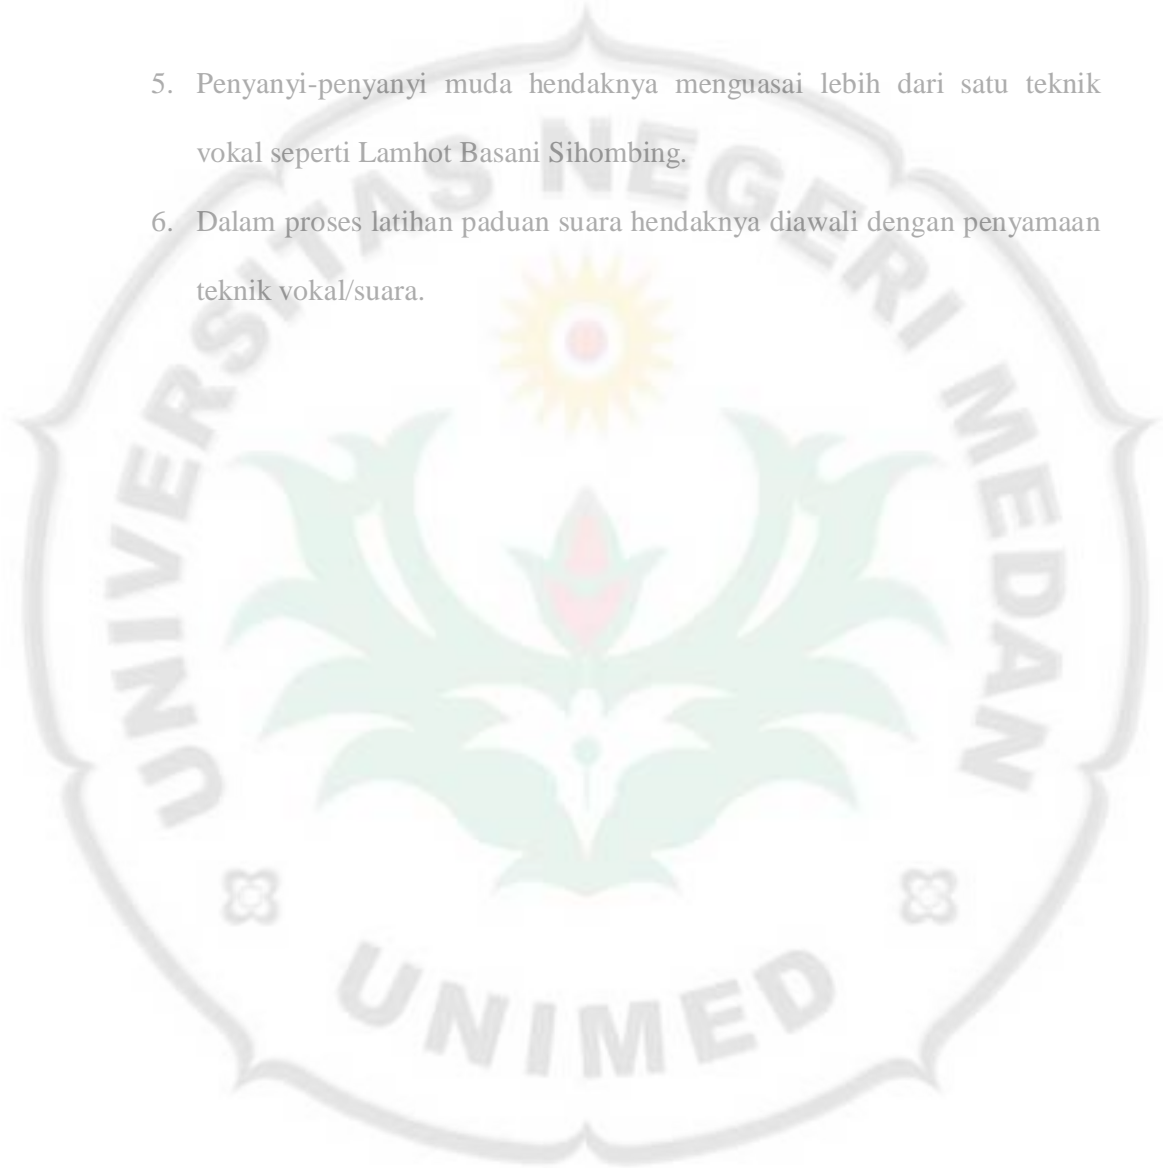 5. Penyanyi-penyanyi muda hendaknya menguasai lebih dari satu teknik
vokal seperti Lamhot Basani Sihombing.
6. Dalam proses latihan paduan suara hendaknya diawali dengan penyamaan
teknik vokal/suara.
UNIVERSITAS NEGERI MEDAN
UNIMED